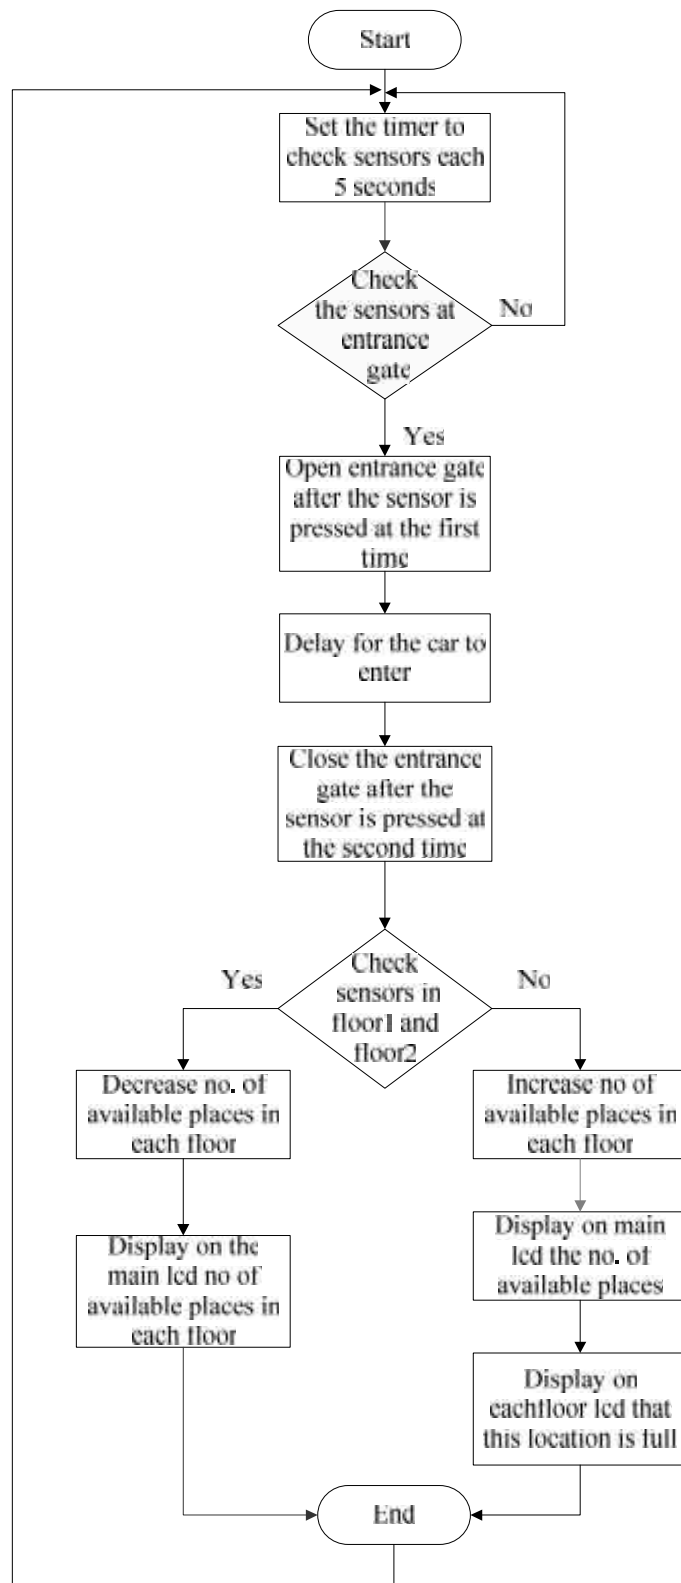 Start
Set the timer to
check sensors each
5 seconds
Check
the sensors at
entrance
gate
No
Yes
Open entrance gate
after the sensor is
pressed at the first
time
Delay for the car to
enter
Close the entrance
gate after the
sensor is pressed at
the second time
Yes
Check
sensors in
floor1 and
floor2
No
Decrease no. of
available places in
each floor
Increase no of
available places in
each floor
Display on the
main lcd no of
available places in
each floor
Display on main
lcd the no. of
available places
Display on
eachfloor lcd that
this location is full
End